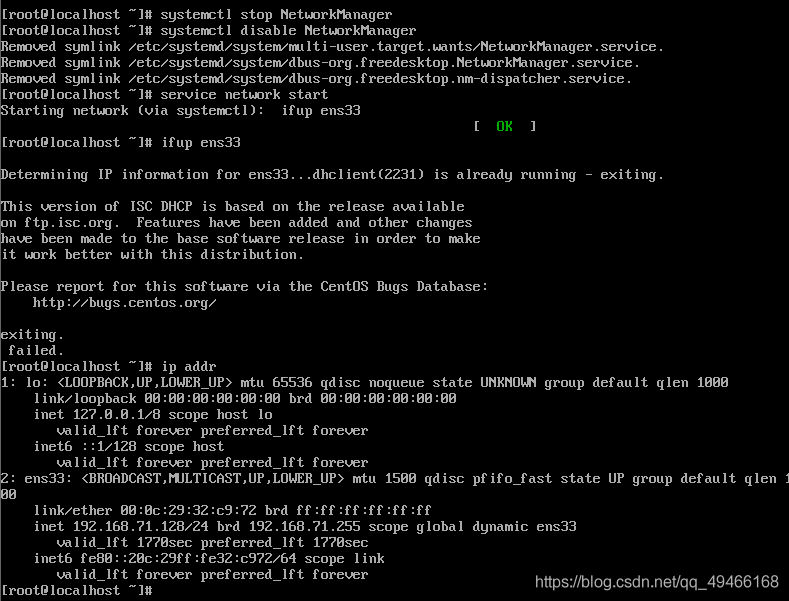 [root@localhost ~]# systemctl stop NetworkManager
[root@localhost ~]# systemctl disable NetworkManager
Removed symlink /etc/systemd/system/multi-user.target.wants/NetworkManager.service.
Removed symlink /etc/systemd/system/dbus-org.freedesktop.NetworkManager.service.
Removed symlink /etc/systemd/system/dbus-org.freedesktop.nm-dispatcher.service.
[root@localhost ~]# service network start
Starting network (via systemctl):  ifup ens33
[  OK  ]
[root@localhost ~]# ifup ens33
Determining IP information for ens33...dhclient(2231) is already running - exiting.
This version of ISC DHCP is based on the release available
on ftp.isc.org.  Features have been added and other changes
have been made to the base software release in order to make
it work better with this distribution.
Please report for this software via the CentOS Bugs Database:
    http://bugs.centos.org/
exiting.
 failed.
[root@localhost ~]# ip addr
1: lo: <LOOPBACK,UP,LOWER_UP> mtu 65536 qdisc noqueue state UNKNOWN group default qlen 1000
    link/loopback 00:00:00:00:00:00 brd 00:00:00:00:00:00
    inet 127.0.0.1/8 scope host lo
       valid_lft forever preferred_lft forever
    inet6 ::1/128 scope host
       valid_lft forever preferred_lft forever
2: ens33: <BROADCAST,MULTICAST,UP,LOWER_UP> mtu 1500 qdisc pfifo_fast state UP group default qlen 1
00
    link/ether 00:0c:29:32:c9:72 brd ff:ff:ff:ff:ff:ff
    inet 192.168.71.128/24 brd 192.168.71.255 scope global dynamic ens33
       valid_lft 1770sec preferred_lft 1770sec
    inet6 fe80::20c:29ff:fe32:c972/64 scope link
       valid_lft forever preferred_lft forever
[root@localhost ~]#
https://blog.csdn.net/qq_49466168